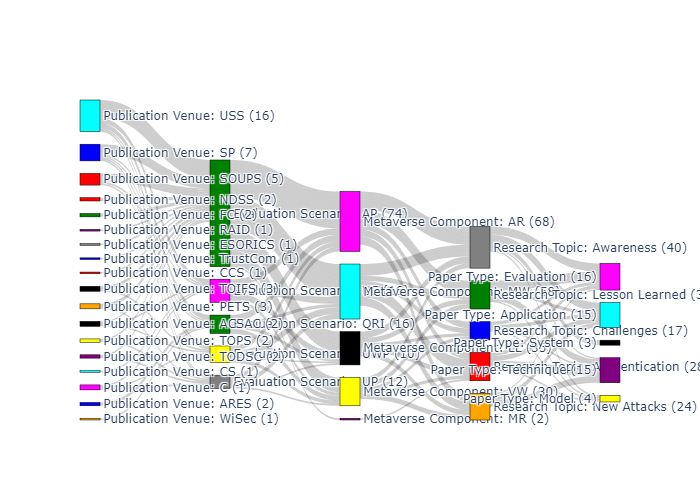 Publication Venue: USS (16)
Publication Venue: SP (7)
Publication Venue: SOUPS (5)
Publication Venue: NDSS (2)
Publication Venue: FC (2)
Publication Venue: RAID (1)
Publication Venue: ESORICS (1)
Publication Venue: TrustCom (1)
Publication Venue: CCS (1)
Publication Venue: TOIFS (3)
Publication Venue: PETS (3)
Publication Venue: ACSAC (2)
Publication Venue: TOPS (2)
Publication Venue: TODSC (2)
Publication Venue: CS (1)
Publication Venue: C (1)
Publication Venue: ARES (2)
Publication Venue: WiSec (1)
Evaluation Scenario: AP (74)
Evaluation Scenario:
Evaluation Scenario: QRI (16)
Evaluation Scenario: UWP (16)
Evaluation Scenario: UP (12)
Metaverse Component: AR (68)
Metaverse Component: MW
Metaverse Component:
Metaverse Component: VW (30)
Metaverse Component: MR (2)
Research Topic: Awareness (40)
Research Topic: Lesson Learned
Research Topic: Challenges (17)
Research Topic: Authentication (28
Research Topic: New Attacks (24)
Paper Type: Evaluation (16)
Paper Type: Application (15)
Paper Type: System (3)
Paper Type: Technique (15)
Paper Type: Model (4)